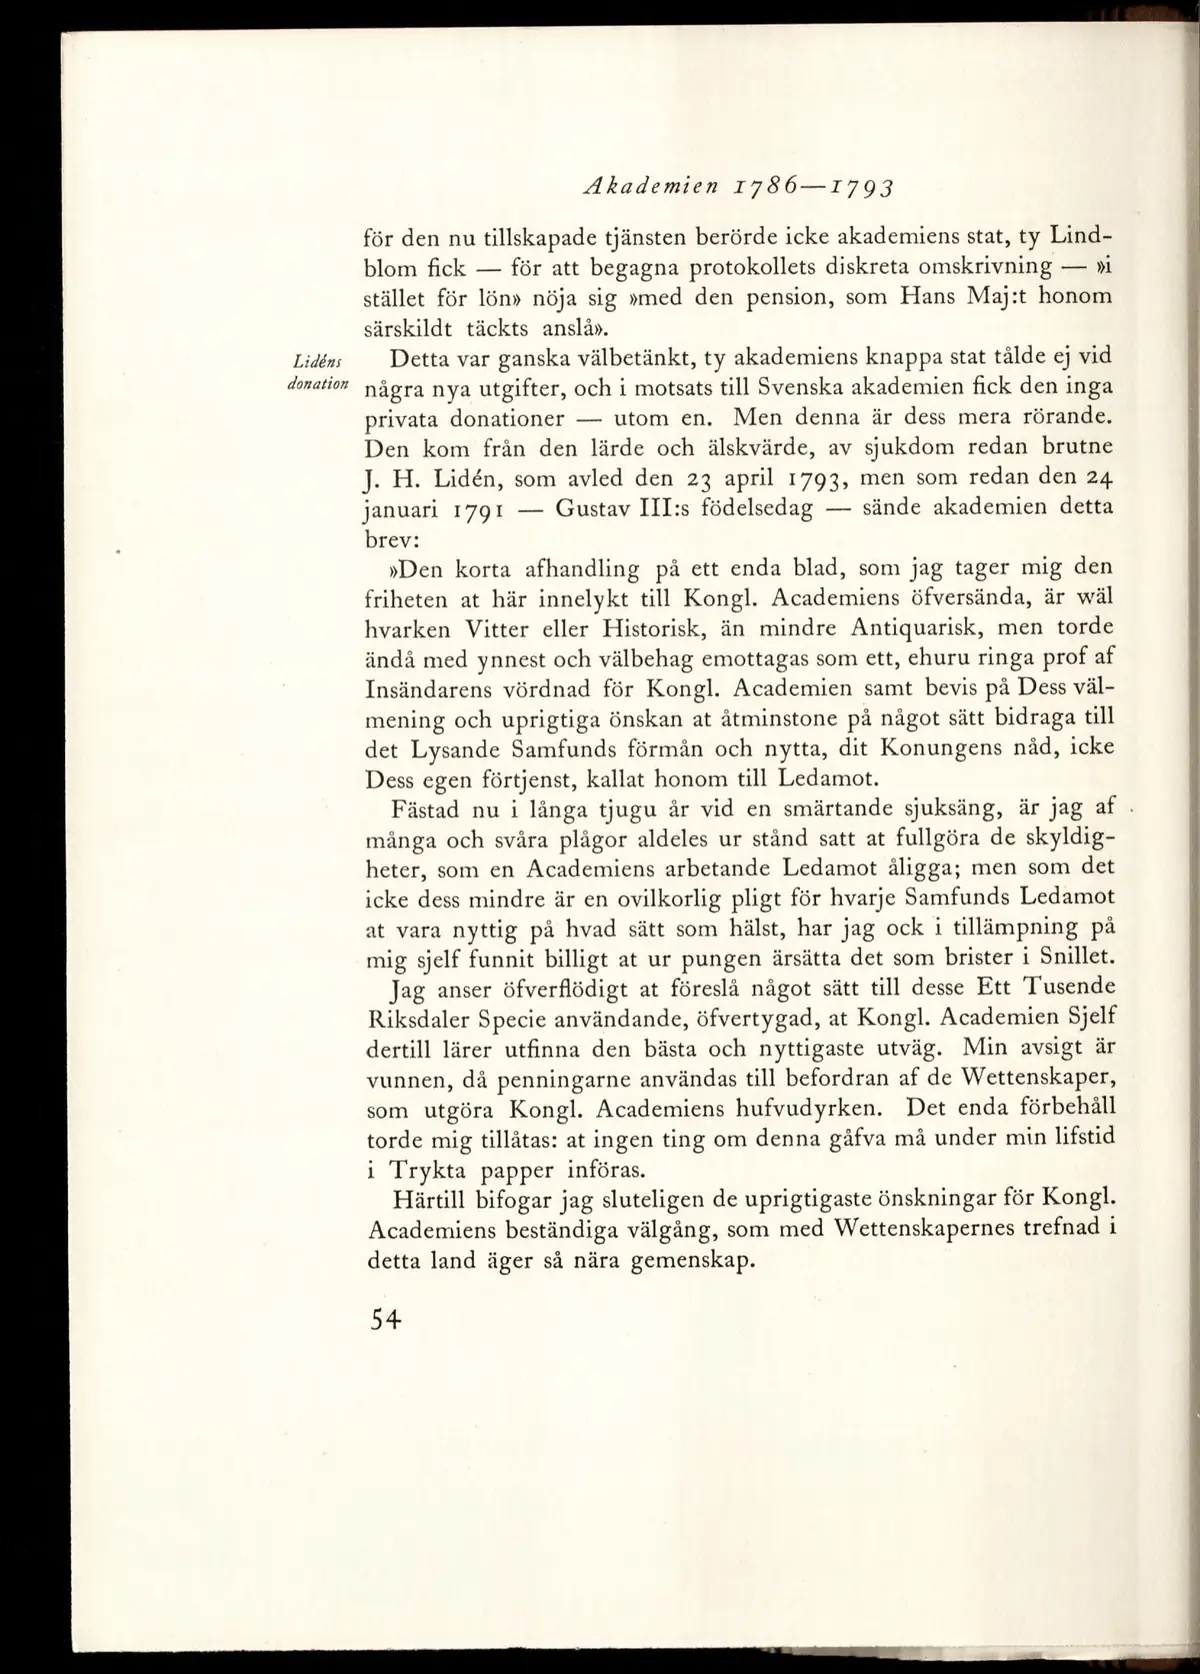 Akademien 1786—1793
för den nu tillskapade tjänsten berörde icke akademiens stat, ty Lind-
blom fick — för att begagna protokollets diskreta omskrivning — »i
stället för lön» nöja sig »med den pension, som Hans Maj:t honom
särskildt täckts anslå».
Lidéns
donation
Detta var ganska välbetänkt, ty akademiens knappa stat tålde ej vid
några nya utgifter, och i motsats till Svenska akademien fick den inga
privata donationer — utom en. Men denna är dess mera rörande.
Den kom från den lärde och älskvärde, av sjukdom redan brutne
J. H. Lidén, som avled den 23 april 1793, men som redan den 24
januari 1791 — Gustav III:s födelsedag — sände akademien detta
brev:
»Den korta afhandling på ett enda blad, som jag tager mig den
friheten at här innelykt till Kongl. Academiens öfversända, är wäl
hvarken Vitter eller Historisk, än mindre Antiquarisk, men torde
ändå med ynnest och välbehag emottagas som ett, ehuru ringa prof af
Insändarens vördnad för Kongl. Academien samt bevis på Dess väl-
mening och uprigtiga önskan at åtminstone på något sätt bidraga till
det Lysande Samfunds förmån och nytta, dit Konungens nåd, icke
Dess egen förtjenst, kallat honom till Ledamot.
Fästad nu i långa tjugu år vid en smärtande sjuksäng, är jag af
många och svåra plågor aldeles ur stånd satt at fullgöra de skyldig-
heter, som en Academiens arbetande Ledamot åligga; men som det
icke dess mindre är en ovilkorlig pligt för hvarje Samfunds Ledamot
at vara nyttig på hvad sätt som hälst, har jag ock i tillämpning på
mig sjelf funnit billigt at ur pungen ärsätta det som brister i Snillet.
Jag anser öfverflödigt at föreslå något sätt till desse Ett Tusende
Riksdaler Specie användande, öfvertygad, at Kongl. Academien Sjelf
dertill lärer utfinna den bästa och nyttigaste utväg. Min avsigt är
vunnen, då penningarne användas till befordran af de Wettenskaper,
som utgöra Kongl. Academiens hufvudyrken. Det enda förbehåll
torde mig tillåtas: at ingen ting om denna gåfva må under min lifstid
i Trykta papper införas.
Härtill bifogar jag sluteligen de uprigtigaste önskningar för Kongl.
Academiens beständiga välgång, som med Wettenskapernes trefnad i
detta land äger så nära gemenskap.
54